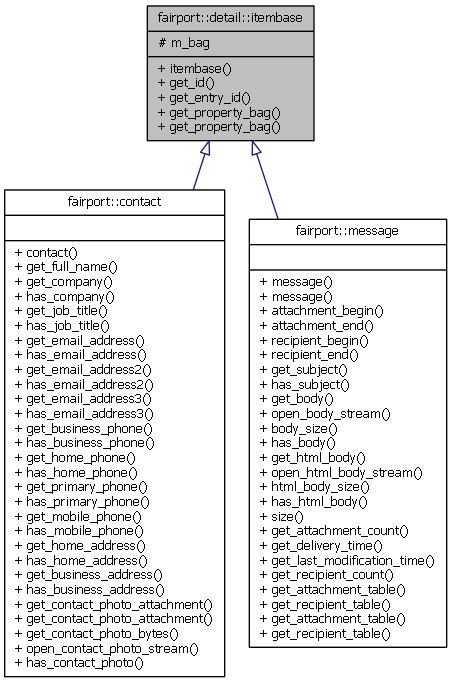 fairport::detail::itembase
# m_bag
+ itembase()
+ get_id()
+ get_entry_id()
+ get_property_bag()
+ get_property_bag()
fairport::contact
+ contact()
+ get_full_name()
+ get_company()
+ has_company()
+ get_job_title()
+ has_job_title()
+ get_email_address()
+ has_email_address()
+ get_email_address2()
+ has_email_address2()
+ get_email_address3()
+ has_email_address3()
+ get_business_phone()
+ has_business_phone()
+ get_home_phone()
+ has_home_phone()
+ get_primary_phone()
+ has_primary_phone()
+ get_mobile_phone()
+ has_mobile_phone()
+ get_home_address()
+ has_home_address()
+ get_business_address()
+ has_business_address()
+ get_contact_photo_attachment()
+ get_contact_photo_attachment()
+ get_contact_photo_bytes()
+ open_contact_photo_stream()
+ has_contact_photo()
fairport::message
+ message()
+ message()
+ attachment_begin()
+ attachment_end()
+ recipient_begin()
+ recipient_end()
+ get_subject()
+ has_subject()
+ get_body()
+ open_body_stream()
+ body_size()
+ has_body()
+ get_html_body()
+ open_html_body_stream()
+ html_body_size()
+ has_html_body()
+ size()
+ get_attachment_count()
+ get_delivery_time()
+ get_last_modification_time()
+ get_recipient_count()
+ get_attachment_table()
+ get_recipient_table()
+ get_attachment_table()
+ get_recipient_table()